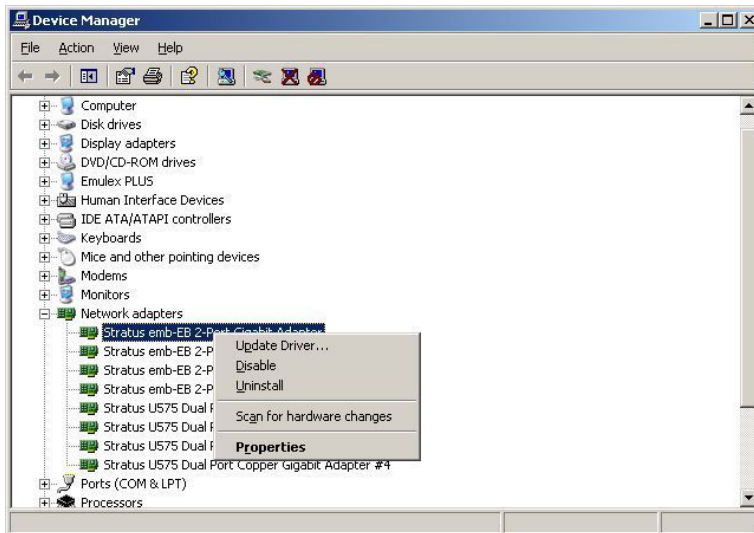 Device Manager
File Action View Help
Computer
Disk drives
Display adapters
DVD/CD-ROM drives
Emulex PLUS
Human Interface Devices
IDE ATA/ATAPI controllers
Keyboards
Mice and other pointing devices
Modems
Monitors
Network adapters
Stratus emb-EB 2-Port Gigabit Adapter
Stratus emb-EB 2-P
Stratus emb-EB 2-P
Stratus emb-EB 2-P
Stratus U575 Dual
Stratus U575 Dual
Stratus U575 Dual
Stratus U575 Dual Port Copper Gigabit Adapter #4
Ports (COM & LPT)
Processors
Update Driver...
Disable
Uninstall
Scan for hardware changes
Properties